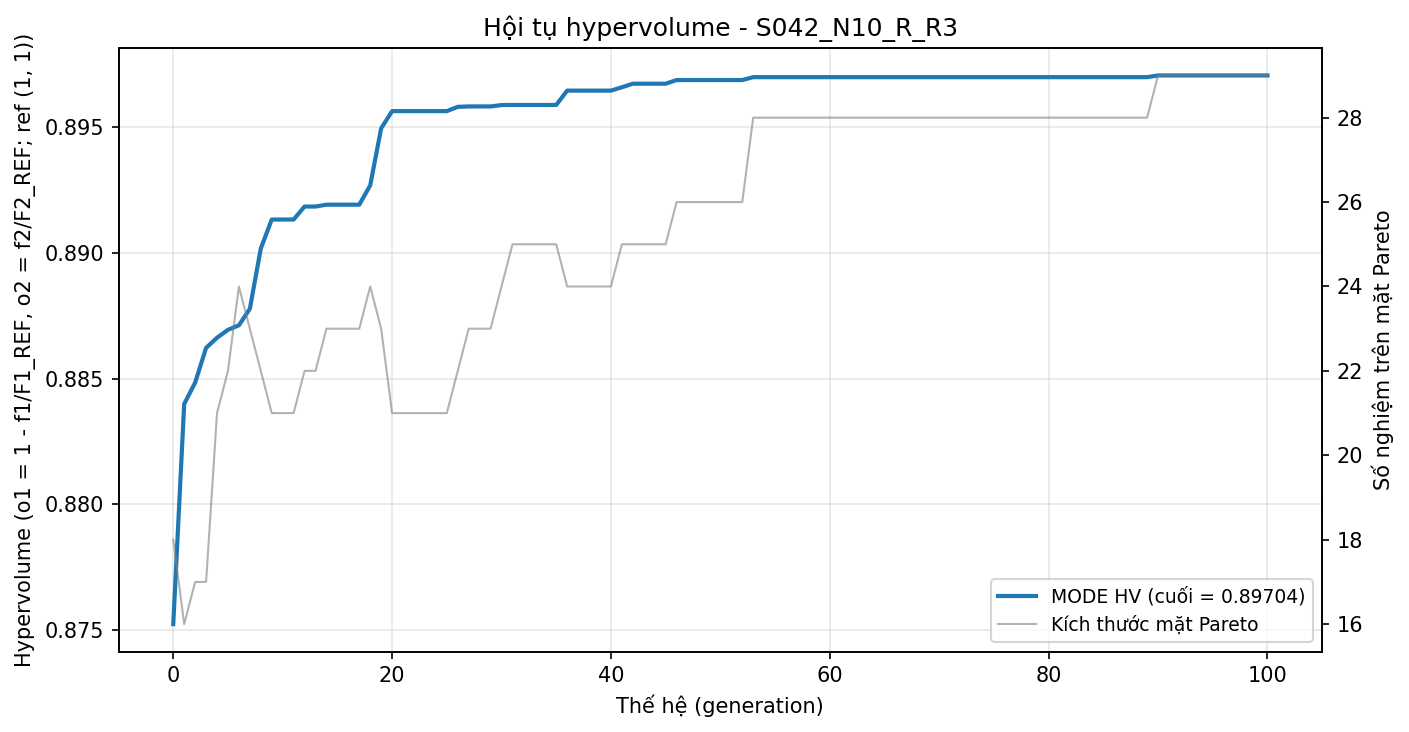 Hội tụ hypervolume - S042_N10_R_R3
Hypervolume (o1 = 1 - f1/F1_REF, o2 = f2/F2_REF; ref (1, 1))
0.895
0.890
0.885
0.880
0.875
28
26
24
22
20
18
16
Số nghiệm trên mặt Pareto
MODE HV (cuối = 0.89704)
Kích thước mặt Pareto
0 20 40 60 80 100
Thế hệ (generation)